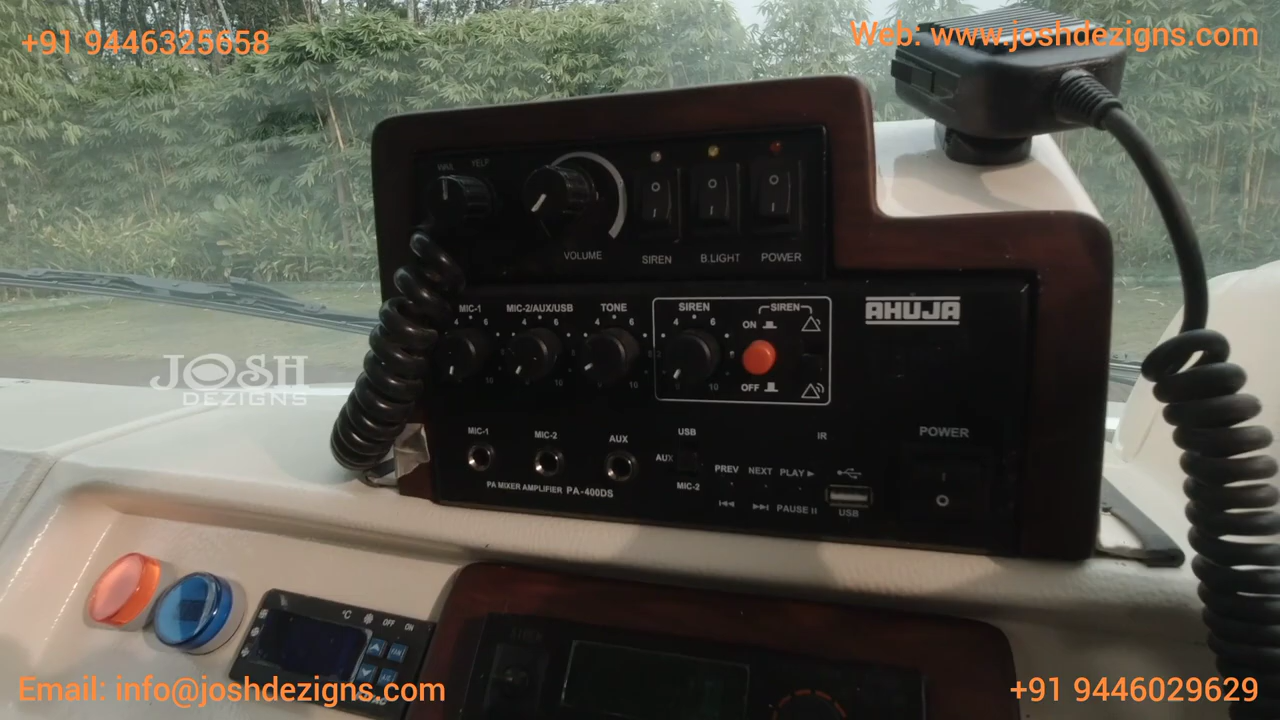 +91 9446325658
Web: www.joshdezigns.com
WAIL YELP
VOLUME
SIREN B.LIGHT POWER
MIC-1 MIC-2/AUX/USB TONE SIREN SIREN
4 6 4 6 4 6 4 6
ON
OFF
10 10 10 0 10
AHUJA
JOSH
DEZIGNS
MIC-1 MIC-2 AUX USB IR POWER
AUX
MIC-2
PREV NEXT PLAY
PAUSE
USB
PA MIXER AMPLIFIER PA-400DS
°C OFF ON
Email: info@joshdezigns.com
+91 9446029629